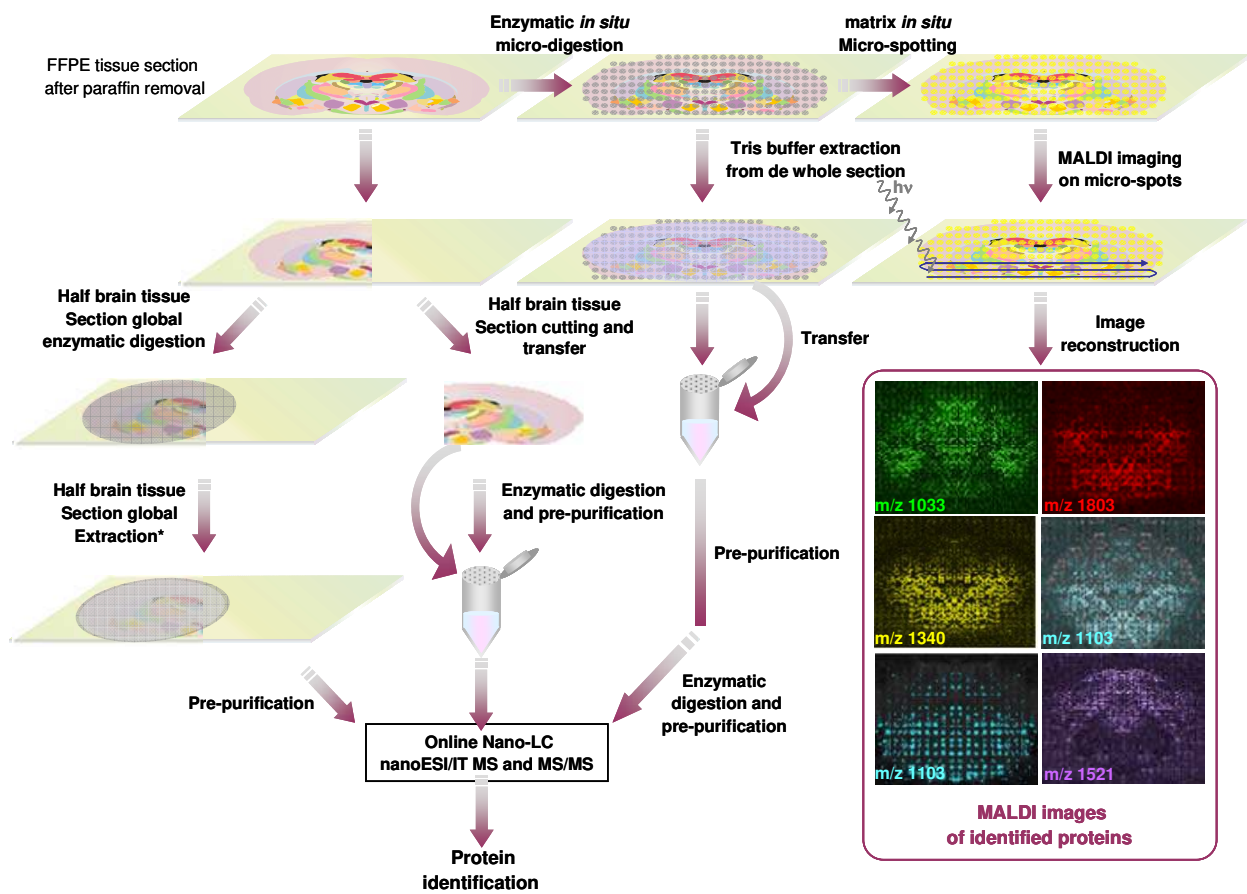 Enzymatic in situ
micro-digestion
matrix in situ
Micro-spotting
FFPE tissue section
after paraffin removal
Tris buffer extraction
from de whole section
MALDI imaging
on micro-spots
hν
Half brain tissue
Section global
enzymatic digestion
Half brain tissue
Section cutting and
transfer
Transfer
Image
reconstruction
Half brain tissue
Section global
Extraction*
Enzymatic digestion
and pre-purification
Pre-purification
m/z 1033
m/z 1803
m/z 1340
m/z 1103
m/z 1103
m/z 1521
Pre-purification
Enzymatic
digestion and
pre-purification
Online Nano-LC
nanoESI/IT MS and MS/MS
MALDI images
of identified proteins
Protein
identification